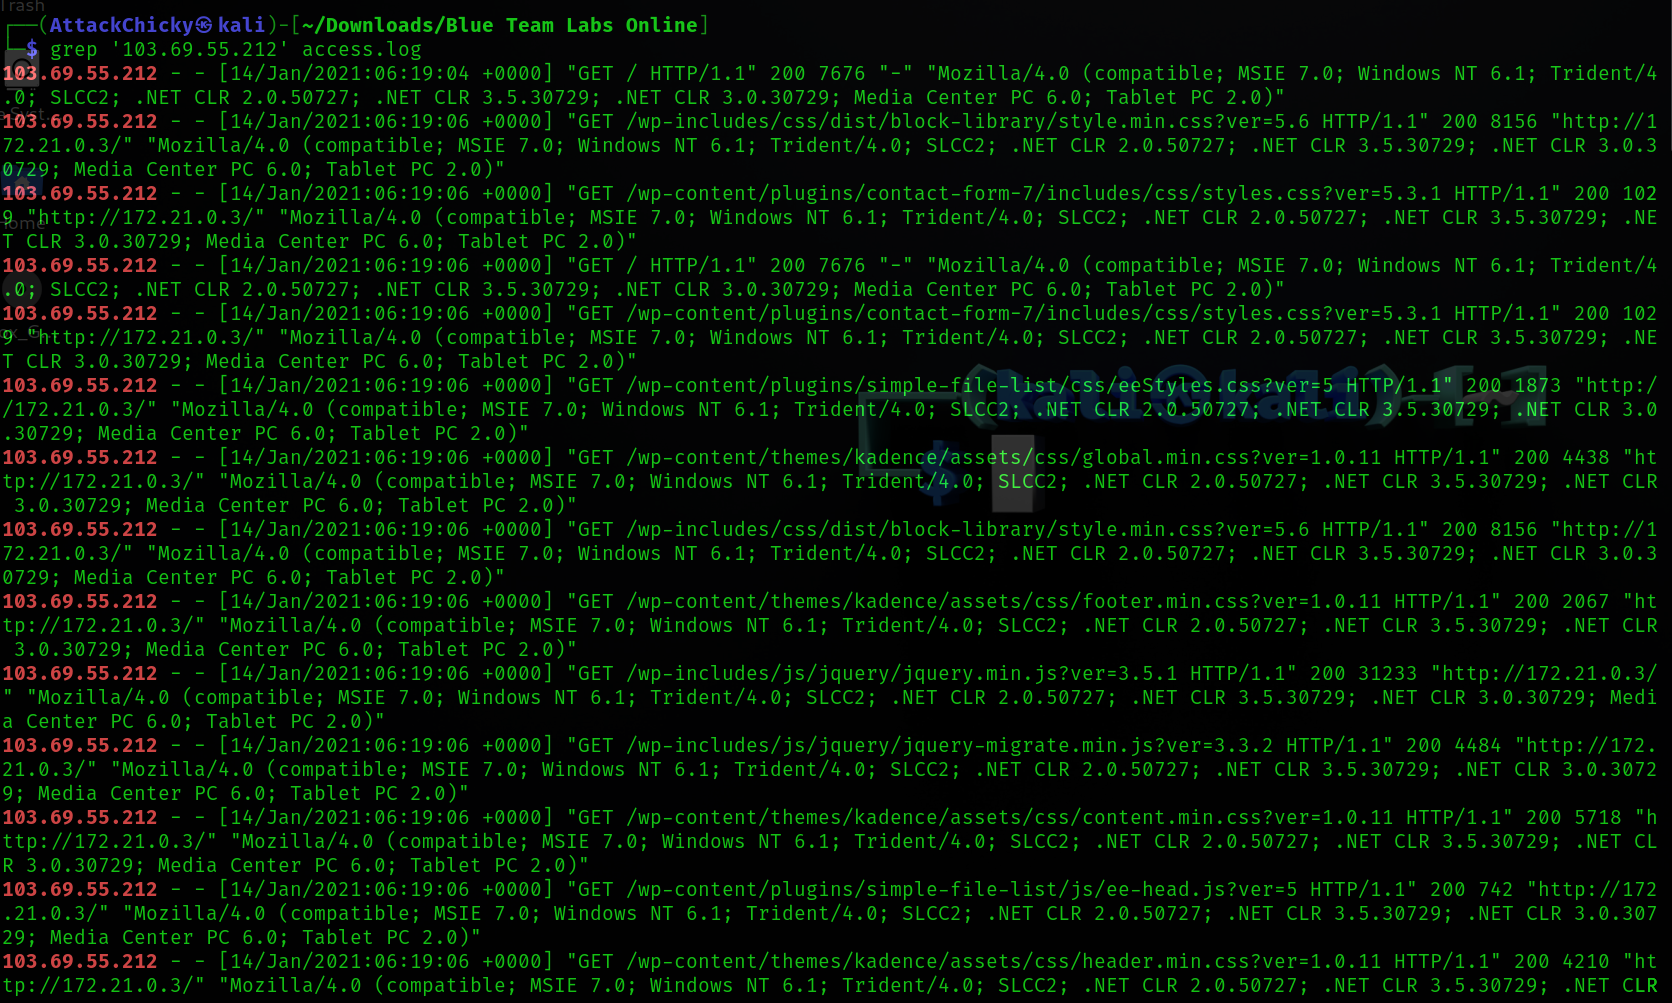 Trash
┌──(AttackChicky㉿kali)-[~/Downloads/Blue Team Labs Online]
└─$ grep '103.69.55.212' access.log
103.69.55.212 - - [14/Jan/2021:06:19:04 +0000] "GET / HTTP/1.1" 200 7676 "-" "Mozilla/4.0 (compatible; MSIE 7.0; Windows NT 6.1; Trident/4
.0; SLCC2; .NET CLR 2.0.50727; .NET CLR 3.5.30729; .NET CLR 3.0.30729; Media Center PC 6.0; Tablet PC 2.0)"
103.69.55.212 - - [14/Jan/2021:06:19:06 +0000] "GET /wp-includes/css/dist/block-library/style.min.css?ver=5.6 HTTP/1.1" 200 8156 "http://1
72.21.0.3/" "Mozilla/4.0 (compatible; MSIE 7.0; Windows NT 6.1; Trident/4.0; SLCC2; .NET CLR 2.0.50727; .NET CLR 3.5.30729; .NET CLR 3.0.3
0729; Media Center PC 6.0; Tablet PC 2.0)"
103.69.55.212 - - [14/Jan/2021:06:19:06 +0000] "GET /wp-content/plugins/contact-form-7/includes/css/styles.css?ver=5.3.1 HTTP/1.1" 200 102
9 "http://172.21.0.3/" "Mozilla/4.0 (compatible; MSIE 7.0; Windows NT 6.1; Trident/4.0; SLCC2; .NET CLR 2.0.50727; .NET CLR 3.5.30729; .NE
T CLR 3.0.30729; Media Center PC 6.0; Tablet PC 2.0)"
103.69.55.212 - - [14/Jan/2021:06:19:06 +0000] "GET / HTTP/1.1" 200 7676 "-" "Mozilla/4.0 (compatible; MSIE 7.0; Windows NT 6.1; Trident/4
.0; SLCC2; .NET CLR 2.0.50727; .NET CLR 3.5.30729; .NET CLR 3.0.30729; Media Center PC 6.0; Tablet PC 2.0)"
103.69.55.212 - - [14/Jan/2021:06:19:06 +0000] "GET /wp-content/plugins/contact-form-7/includes/css/styles.css?ver=5.3.1 HTTP/1.1" 200 102
9 "http://172.21.0.3/" "Mozilla/4.0 (compatible; MSIE 7.0; Windows NT 6.1; Trident/4.0; SLCC2; .NET CLR 2.0.50727; .NET CLR 3.5.30729; .NE
T CLR 3.0.30729; Media Center PC 6.0; Tablet PC 2.0)"
103.69.55.212 - - [14/Jan/2021:06:19:06 +0000] "GET /wp-content/plugins/simple-file-list/css/eeStyles.css?ver=5 HTTP/1.1" 200 1873 "http:/
/172.21.0.3/" "Mozilla/4.0 (compatible; MSIE 7.0; Windows NT 6.1; Trident/4.0; SLCC2; .NET CLR 2.0.50727; .NET CLR 3.5.30729; .NET CLR 3.0
.30729; Media Center PC 6.0; Tablet PC 2.0)"
103.69.55.212 - - [14/Jan/2021:06:19:06 +0000] "GET /wp-content/themes/kadence/assets/css/global.min.css?ver=1.0.11 HTTP/1.1" 200 4438 "ht
tp://172.21.0.3/" "Mozilla/4.0 (compatible; MSIE 7.0; Windows NT 6.1; Trident/4.0; SLCC2; .NET CLR 2.0.50727; .NET CLR 3.5.30729; .NET CLR
3.0.30729; Media Center PC 6.0; Tablet PC 2.0)"
103.69.55.212 - - [14/Jan/2021:06:19:06 +0000] "GET /wp-includes/css/dist/block-library/style.min.css?ver=5.6 HTTP/1.1" 200 8156 "http://1
72.21.0.3/" "Mozilla/4.0 (compatible; MSIE 7.0; Windows NT 6.1; Trident/4.0; SLCC2; .NET CLR 2.0.50727; .NET CLR 3.5.30729; .NET CLR 3.0.3
0729; Media Center PC 6.0; Tablet PC 2.0)"
103.69.55.212 - - [14/Jan/2021:06:19:06 +0000] "GET /wp-content/themes/kadence/assets/css/footer.min.css?ver=1.0.11 HTTP/1.1" 200 2067 "ht
tp://172.21.0.3/" "Mozilla/4.0 (compatible; MSIE 7.0; Windows NT 6.1; Trident/4.0; SLCC2; .NET CLR 2.0.50727; .NET CLR 3.5.30729; .NET CLR
3.0.30729; Media Center PC 6.0; Tablet PC 2.0)"
103.69.55.212 - - [14/Jan/2021:06:19:06 +0000] "GET /wp-includes/js/jquery/jquery.min.js?ver=3.5.1 HTTP/1.1" 200 31233 "http://172.21.0.3/
" "Mozilla/4.0 (compatible; MSIE 7.0; Windows NT 6.1; Trident/4.0; SLCC2; .NET CLR 2.0.50727; .NET CLR 3.5.30729; .NET CLR 3.0.30729; Medi
a Center PC 6.0; Tablet PC 2.0)"
103.69.55.212 - - [14/Jan/2021:06:19:06 +0000] "GET /wp-includes/js/jquery/jquery-migrate.min.js?ver=3.3.2 HTTP/1.1" 200 4484 "http://172.
21.0.3/" "Mozilla/4.0 (compatible; MSIE 7.0; Windows NT 6.1; Trident/4.0; SLCC2; .NET CLR 2.0.50727; .NET CLR 3.5.30729; .NET CLR 3.0.3072
9; Media Center PC 6.0; Tablet PC 2.0)"
103.69.55.212 - - [14/Jan/2021:06:19:06 +0000] "GET /wp-content/themes/kadence/assets/css/content.min.css?ver=1.0.11 HTTP/1.1" 200 5718 "h
ttp://172.21.0.3/" "Mozilla/4.0 (compatible; MSIE 7.0; Windows NT 6.1; Trident/4.0; SLCC2; .NET CLR 2.0.50727; .NET CLR 3.5.30729; .NET CL
R 3.0.30729; Media Center PC 6.0; Tablet PC 2.0)"
103.69.55.212 - - [14/Jan/2021:06:19:06 +0000] "GET /wp-content/plugins/simple-file-list/js/ee-head.js?ver=5 HTTP/1.1" 200 742 "http://172
.21.0.3/" "Mozilla/4.0 (compatible; MSIE 7.0; Windows NT 6.1; Trident/4.0; SLCC2; .NET CLR 2.0.50727; .NET CLR 3.5.30729; .NET CLR 3.0.307
29; Media Center PC 6.0; Tablet PC 2.0)"
103.69.55.212 - - [14/Jan/2021:06:19:06 +0000] "GET /wp-content/themes/kadence/assets/css/header.min.css?ver=1.0.11 HTTP/1.1" 200 4210 "ht
tp://172.21.0.3/" "Mozilla/4.0 (compatible; MSIE 7.0; Windows NT 6.1; Trident/4.0; SLCC2; .NET CLR 2.0.50727; .NET CLR 3.5.30729; .NET CLR
(kali㉿kali)-[~]
$